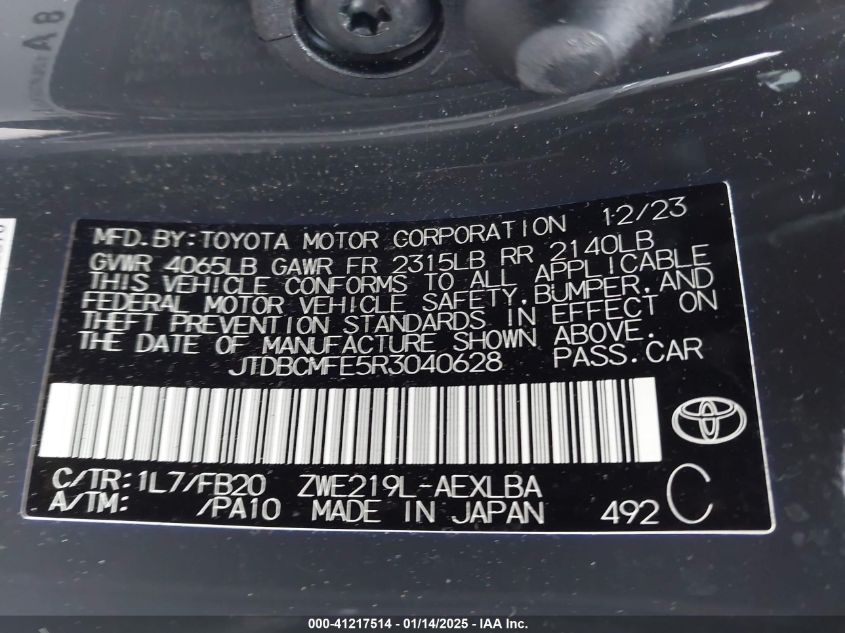 A 8
MFD.BY:TOYOTA MOTOR CORPORATION 12/23
GVWR 4065LB GAWR FR 2315LB RR 2140LB
THIS VEHICLE CONFORMS TO ALL APPLICABLE
FEDERAL MOTOR VEHICLE SAFETY,BUMPER,AND
THEFT PREVENTION STANDARDS IN EFFECT ON
THE DATE OF MANUFACTURE SHOWN ABOVE.
JTDBCMFE5R3040628 PASS.CAR
C/TR:1L7/FB20 ZWE219L-AEXLBA
A/TM: /PA10 MADE IN JAPAN 492 C
000-41217514 - 01/14/2025 - IAA Inc.